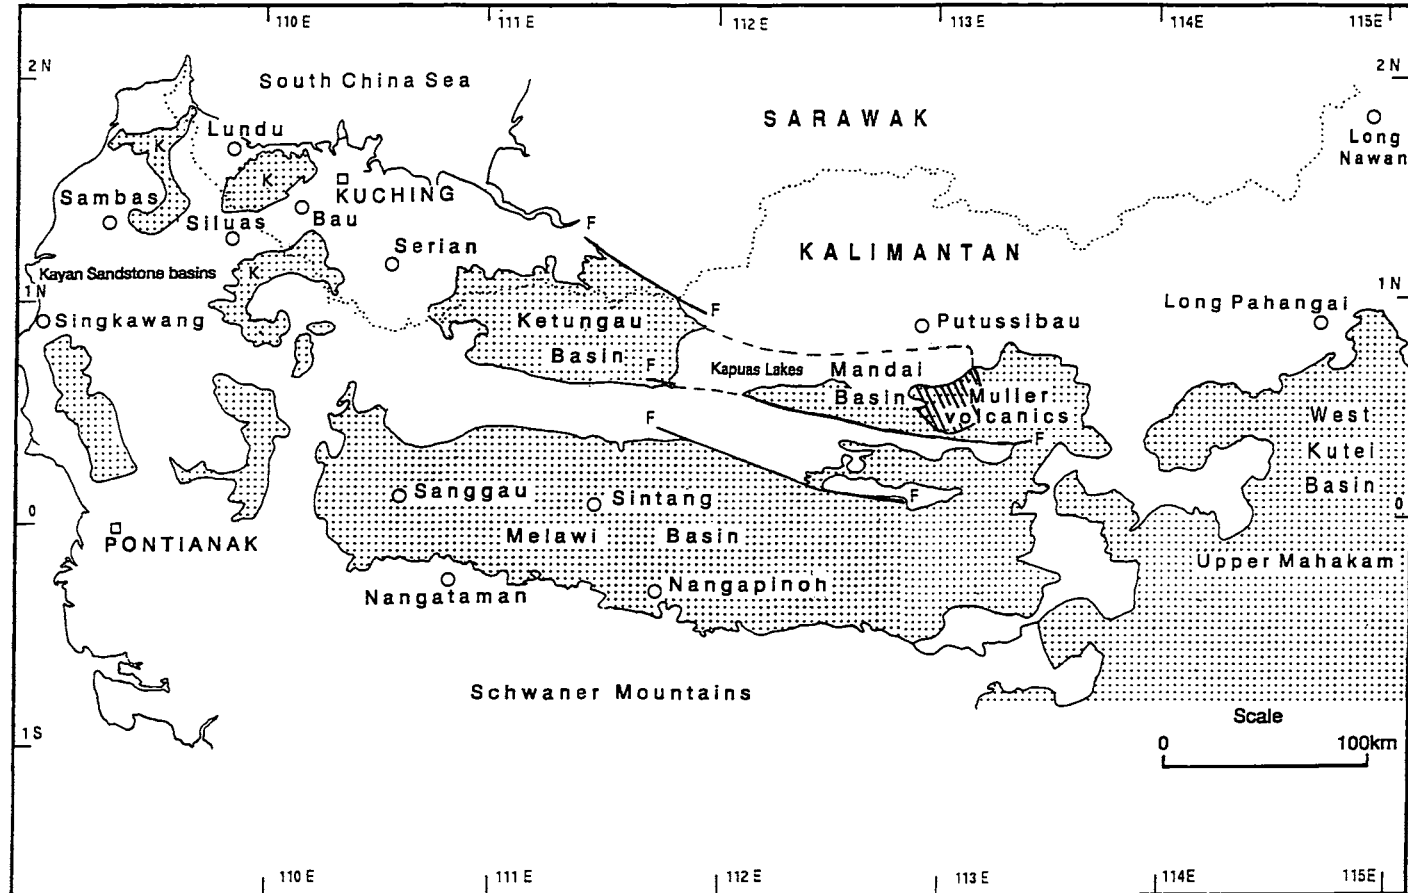 110 E
111 E
112 E
113 E
114E
115E
2 N
South China Sea
2 N
SARAWAK
Lundu
Long
Nawan
K
K
Sambas
KUCHING
Siluas
Bau
F
Serian
KALIMANTAN
Kayan Sandstone basins
K
1 N
Long Pahangai
1 N
F
Singkawang
Ketungau
Basin
Putussibau
F
Kapuas Lakes
Mandai
Basin
Muller
volcanics
F
West
Kutei
Basin
F
Sanggau
Sintang
F
0
0
PONTIANAK
Melawi Basin
Upper Mahakam
Nangataman
Nangapinoh
Schwaner Mountains
Scale
0 100km
1 S
110 E
111 E
112 E
113 E
114E
115E